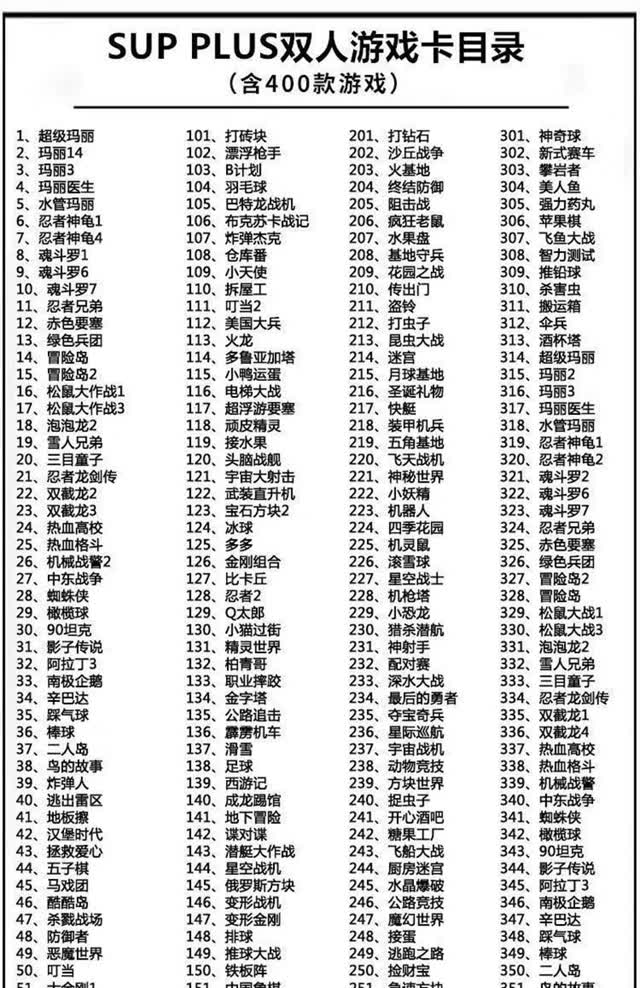 SUP PLUS双人游戏卡目录
（含400款游戏）
1、超级玛丽
2、玛丽14
3、玛丽3
4、玛丽医生
5、水管玛丽
6、忍者神龟1
7、忍者神龟4
8、魂斗罗1
9、魂斗罗6
10、魂斗罗7
11、忍者兄弟
12、赤色要塞
13、绿色兵团
14、冒险岛
15、冒险岛2
16、松鼠大作战1
17、松鼠大作战3
18、泡泡龙2
19、雪人兄弟
20、三目童子
21、忍者龙剑传
22、双截龙2
23、双截龙3
24、热血高校
25、热血格斗
26、机械战警2
27、中东战争
28、蜘蛛侠
29、橄榄球
30、90坦克
31、影子传说
32、阿拉丁3
33、南极企鹅
34、辛巴达
35、踩气球
36、棒球
37、二人岛
38、鸟的故事
39、炸弹人
40、逃出雷区
41、地板擦
42、汉堡时代
43、拯救爱心
44、五子棋
45、马戏团
46、酷酷岛
47、杀戮战场
48、防御者
49、恶魔世界
50、叮当
101、打砖块
102、漂浮枪手
103、B计划
104、羽毛球
105、巴特龙战机
106、布克苏卡战记
107、炸弹杰克
108、仓库番
109、小天使
110、拆屋工
111、叮当2
112、美国大兵
113、火龙
114、多鲁亚加塔
115、小鸭运蛋
116、电梯大战
117、超浮游要塞
118、顽皮精灵
119、接水果
120、头脑战舰
121、宇宙大射击
122、武装直升机
123、宝石方块2
124、冰球
125、多多
126、金刚组合
127、比卡丘
128、忍者2
129、Q太郎
130、小猫过街
131、精灵世界
132、柏青哥
133、职业摔跤
134、金字塔
135、公路追击
136、霹雳机车
137、滑雪
138、足球
139、西游记
140、成龙踢馆
141、地下冒险
142、谍对谍
143、潜艇大作战
144、星空战机
145、俄罗斯方块
146、变形战机
147、变形金刚
148、排球
149、推球大战
150、铁板阵
201、打钻石
202、沙丘战争
203、火基地
204、终结防御
205、阻击战
206、疯狂老鼠
207、水果盘
208、基地守兵
209、花园之战
210、传出门
211、盗铃
212、打虫子
213、昆虫大战
214、迷宫
215、月球基地
216、圣诞礼物
217、快艇
218、装甲机兵
219、五角基地
220、飞天战机
221、神秘世界
222、小妖精
223、机器人
224、四季花园
225、机灵鼠
226、滚雪球
227、星空战士
228、机枪塔
229、小恐龙
230、猎杀潜航
231、神射手
232、配对赛
233、深水大战
234、最后的勇者
235、夺宝奇兵
236、星际巡航
237、宇宙战机
238、动物竞技
239、方块世界
240、捉虫子
241、开心酒吧
242、糖果工厂
243、飞船大战
244、厨房迷宫
245、水晶爆破
246、公路竞技
247、魔幻世界
248、接蛋
249、逃跑之路
250、捡财宝
301、神奇球
302、新式赛车
303、攀岩者
304、美人鱼
305、强力药丸
306、苹果棋
307、飞鱼大战
308、智力测试
309、推铅球
310、杀害虫
311、搬运箱
312、伞兵
313、酒杯塔
314、超级玛丽
315、玛丽2
316、玛丽3
317、玛丽医生
318、水管玛丽
319、忍者神龟1
320、忍者神龟2
321、魂斗罗2
322、魂斗罗6
323、魂斗罗7
324、忍者兄弟
325、赤色要塞
326、绿色兵团
327、冒险岛2
328、冒险岛
329、松鼠大战1
330、松鼠大战3
331、泡泡龙2
332、雪人兄弟
333、三目童子
334、忍者龙剑传
335、双截龙1
336、双截龙4
337、热血高校
338、热血格斗
339、机械战警
340、中东战争
341、蜘蛛侠
342、橄榄球
343、90坦克
344、影子传说
345、阿拉丁3
346、南极企鹅
347、辛巴达
348、踩气球
349、棒球
350、二人岛